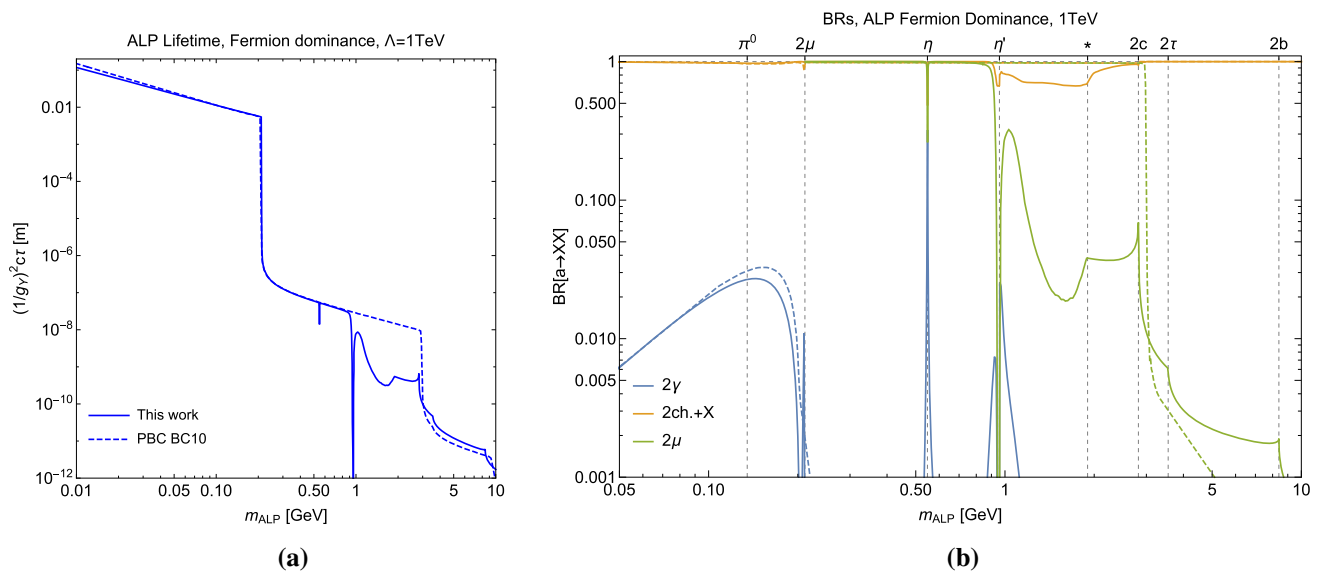 ALP Lifetime, Fermion dominance, Λ=1TeV
(1/g_Y)²cτ [m]
0.01
10⁻⁴
10⁻⁶
10⁻⁸
10⁻¹⁰
10⁻¹²
This work
PBC BC10
0.01 0.05 0.10 0.50 1 5 10
m_ALP [GeV]
(a)
BRs, ALP Fermion Dominance, 1TeV
π⁰ 2μ η η' * 2c 2τ 2b
BR[a→XX]
1
0.500
0.100
0.050
0.010
0.005
0.001
2γ
2ch.+X
2μ
0.05 0.10 0.50 1 5 10
m_ALP [GeV]
(b)